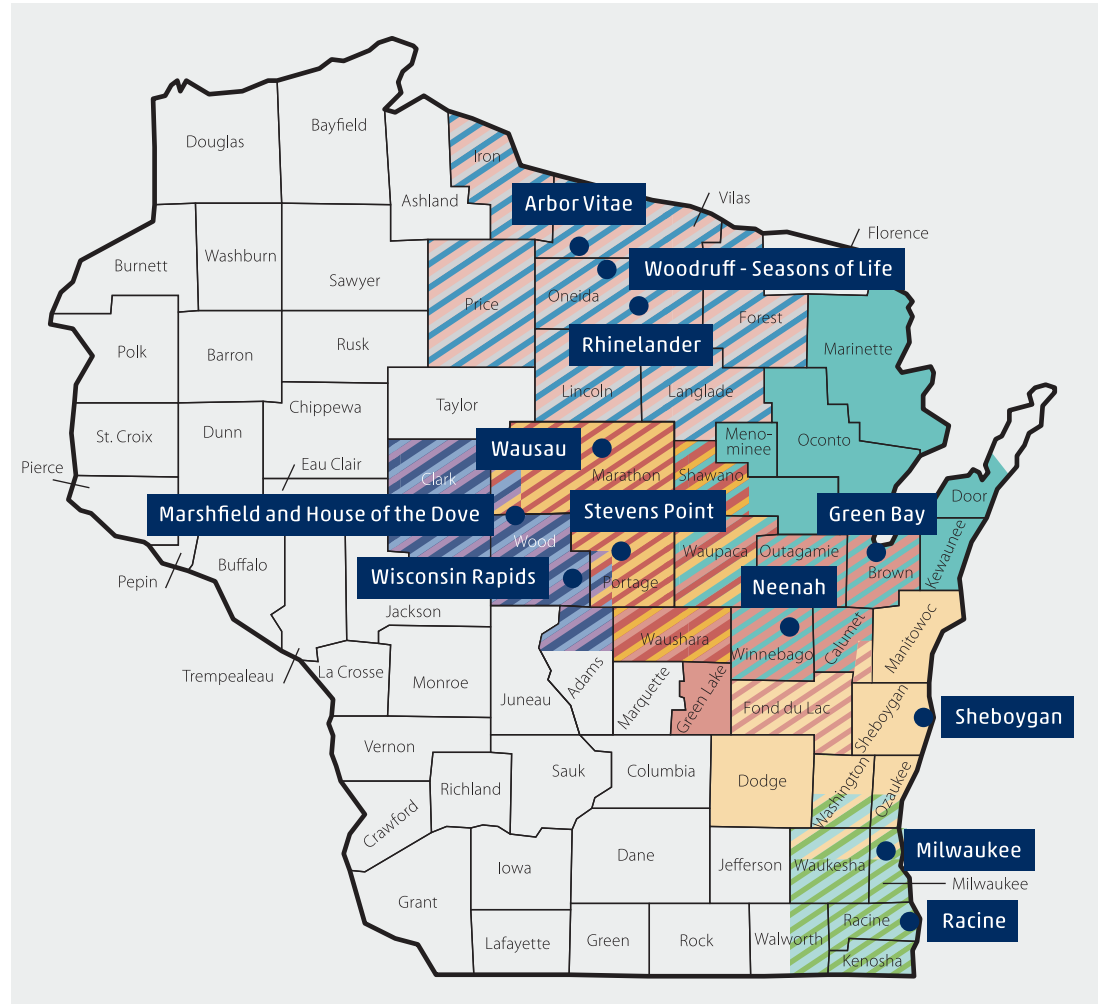 Douglas
Bayfield
Iron
Ashland
Arbor Vitae
Vilas
Florence
Burnett
Washburn
Sawyer
Woodruff - Seasons of Life
Price
Oneida
Forest
Polk
Barron
Rusk
Rhinelander
Marinette
Lincoln
Langlade
Taylor
Chippewa
St. Croix
Dunn
Wausau
Meno-
minee
Oconto
Pierce
Eau Clair
Clark
Marathon
Shawano
Door
Marshfield and House of the Dove
Stevens Point
Green Bay
Wood
Waupaca
Outagamie
Kewaunee
Pepin
Buffalo
Wisconsin Rapids
Portage
Neenah
Brown
Jackson
Waushara
Winnebago
Calumet
Manitowoc
Trempealeau
La Crosse
Monroe
Juneau
Adams
Marquette
Green Lake
Fond du Lac
Sheboygan
Sheboygan
Vernon
Richland
Sauk
Columbia
Dodge
Washington
Ozaukee
Crawford
Iowa
Dane
Jefferson
Waukesha
Milwaukee
Milwaukee
Grant
Lafayette
Green
Rock
Walworth
Racine
Racine
Kenosha